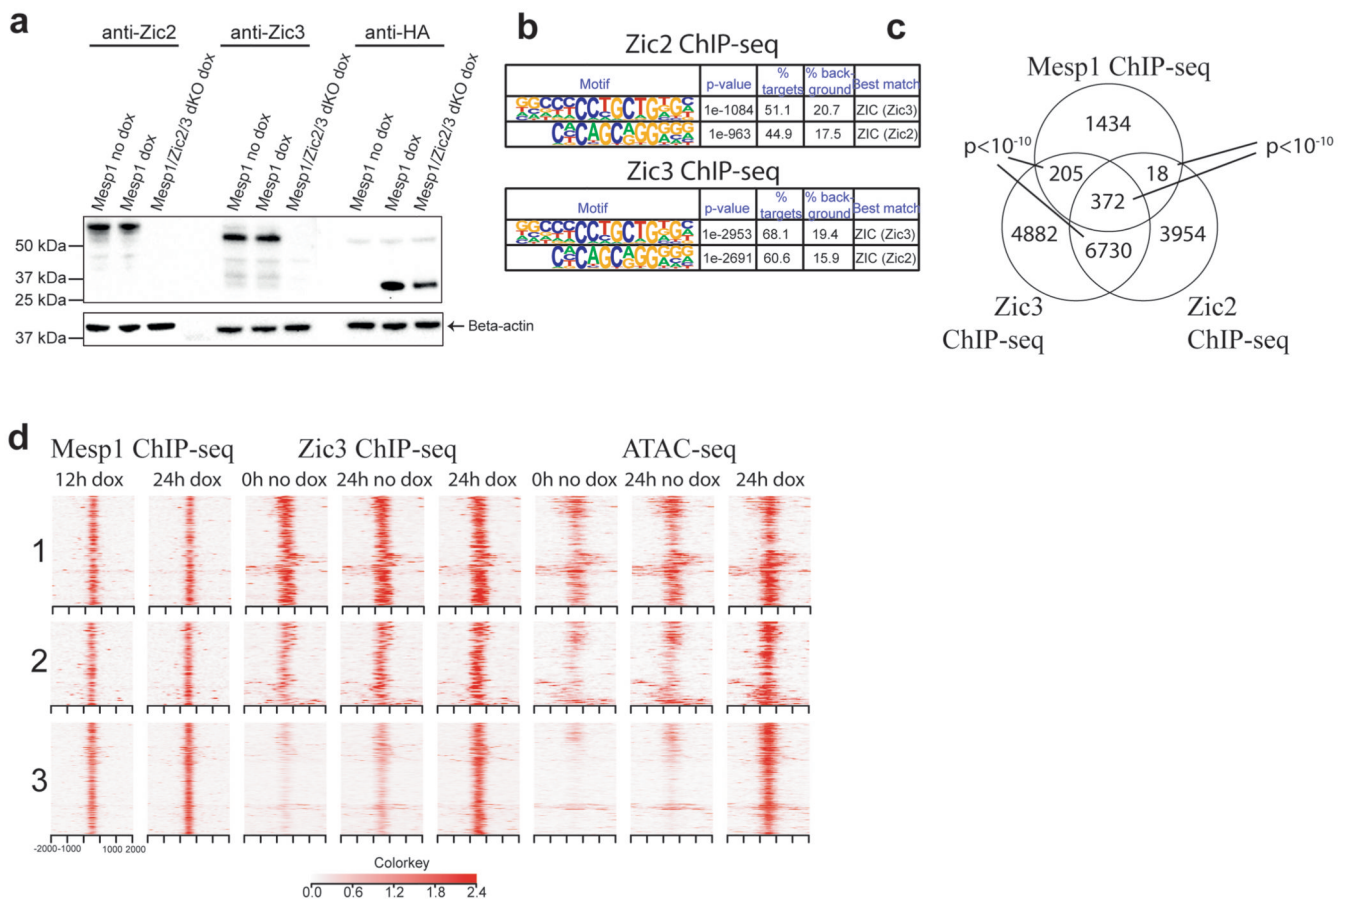 a
anti-Zic2
anti-Zic3
anti-HA
Mesp1 no dox
Mesp1 dox
Mesp1/Zic2/3 dKO dox
Mesp1 no dox
Mesp1 dox
Mesp1/Zic2/3 dKO dox
Mesp1 no dox
Mesp1 dox
Mesp1/Zic2/3 dKO dox
50 kDa
37 kDa
25 kDa
37 kDa
← Beta-actin
b
Zic2 ChIP-seq
Motif p-value % targets % back-ground Best match
1e-1084 51.1 20.7 ZIC (Zic3)
1e-963 44.9 17.5 ZIC (Zic2)
Zic3 ChIP-seq
Motif p-value % targets % back-ground Best match
1e-2953 68.1 19.4 ZIC (Zic3)
1e-2691 60.6 15.9 ZIC (Zic2)
c
Mesp1 ChIP-seq
1434
p<10⁻¹⁰
p<10⁻¹⁰
205
18
372
4882
3954
6730
Zic3
ChIP-seq
Zic2
ChIP-seq
d
Mesp1 ChIP-seq Zic3 ChIP-seq ATAC-seq
12h dox 24h dox 0h no dox 24h no dox 24h dox 0h no dox 24h no dox 24h dox
1
2
3
-2000 -1000 1000 2000
Colorkey
0.0 0.6 1.2 1.8 2.4